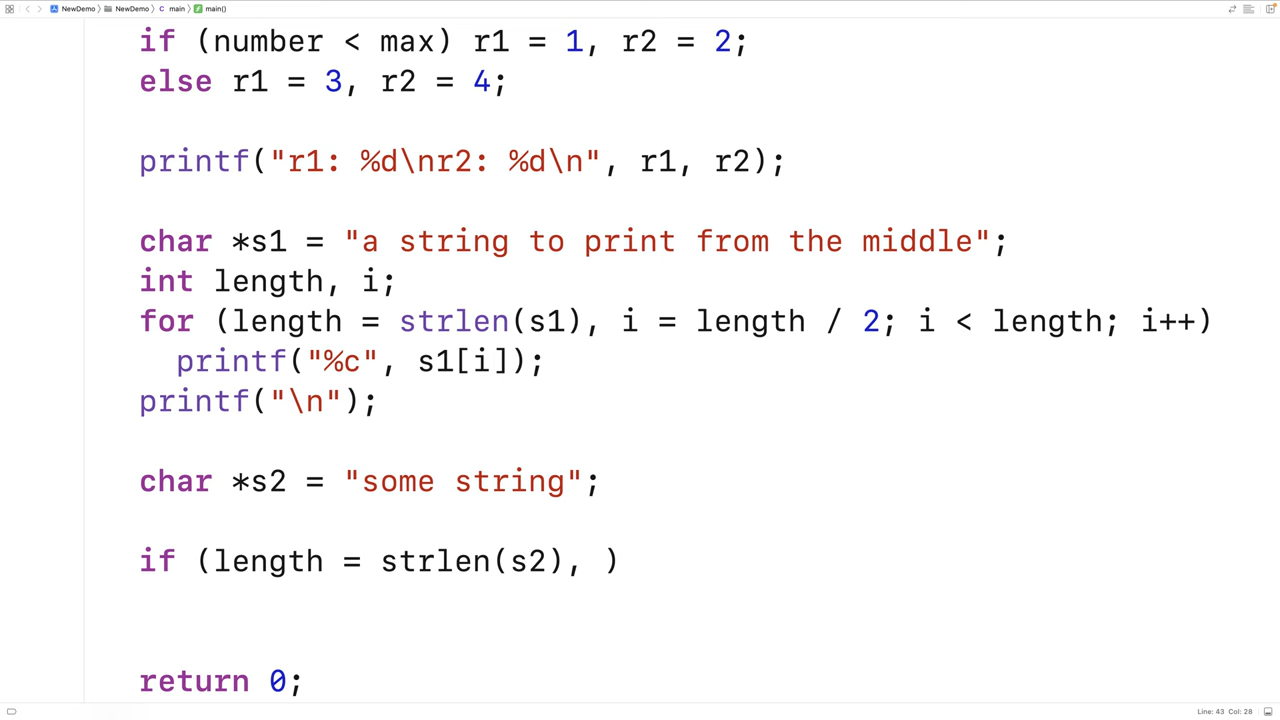 NewDemo NewDemo C main main()
if (number < max) r1 = 1, r2 = 2;
else r1 = 3, r2 = 4;
printf("r1: %d\nr2: %d\n", r1, r2);
char *s1 = "a string to print from the middle";
int length, i;
for (length = strlen(s1), i = length / 2; i < length; i++)
printf("%c", s1[i]);
printf("\n");
char *s2 = "some string";
if (length = strlen(s2), )
return 0;
Line: 43 Col: 28